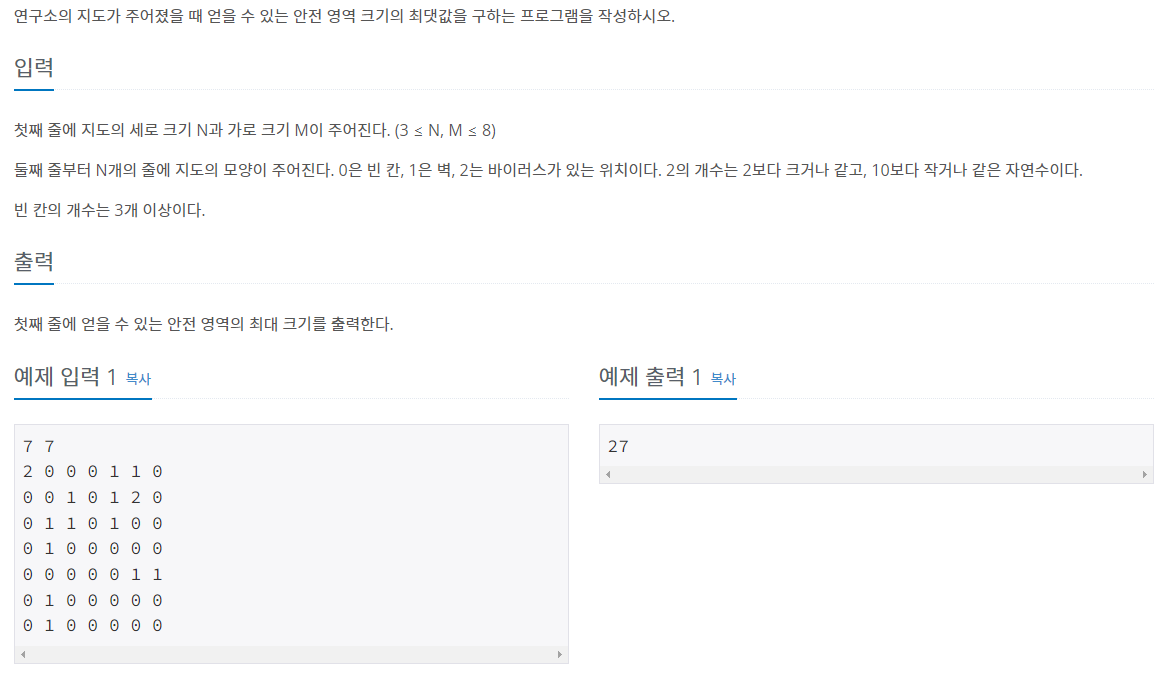 연구소의 지도가 주어졌을 때 얻을 수 있는 안전 영역 크기의 최댓값을 구하는 프로그램을 작성하시오.
입력
첫째 줄에 지도의 세로 크기 N과 가로 크기 M이 주어진다. (3 ≤ N, M ≤ 8)
둘째 줄부터 N개의 줄에 지도의 모양이 주어진다. 0은 빈 칸, 1은 벽, 2는 바이러스가 있는 위치이다. 2의 개수는 2보다 크거나 같고, 10보다 작거나 같은 자연수이다.
빈 칸의 개수는 3개 이상이다.
출력
첫째 줄에 얻을 수 있는 안전 영역의 최대 크기를 출력한다.
예제 입력 1 복사
7 7
2 0 0 0 1 1 0
0 0 1 0 1 2 0
0 1 1 0 1 0 0
0 1 0 0 0 0 0
0 0 0 0 0 1 1
0 1 0 0 0 0 0
0 1 0 0 0 0 0
예제 출력 1 복사
27